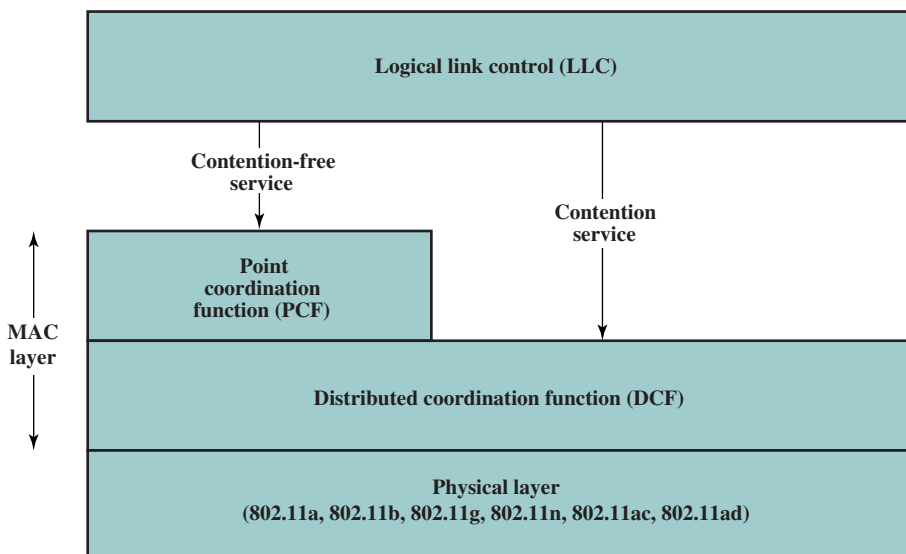 Logical link control (LLC)
Contention-free
service
Contention
service
Point
coordination
function (PCF)
MAC
layer
Distributed coordination function (DCF)
Physical layer
(802.11a, 802.11b, 802.11g, 802.11n, 802.11ac, 802.11ad)